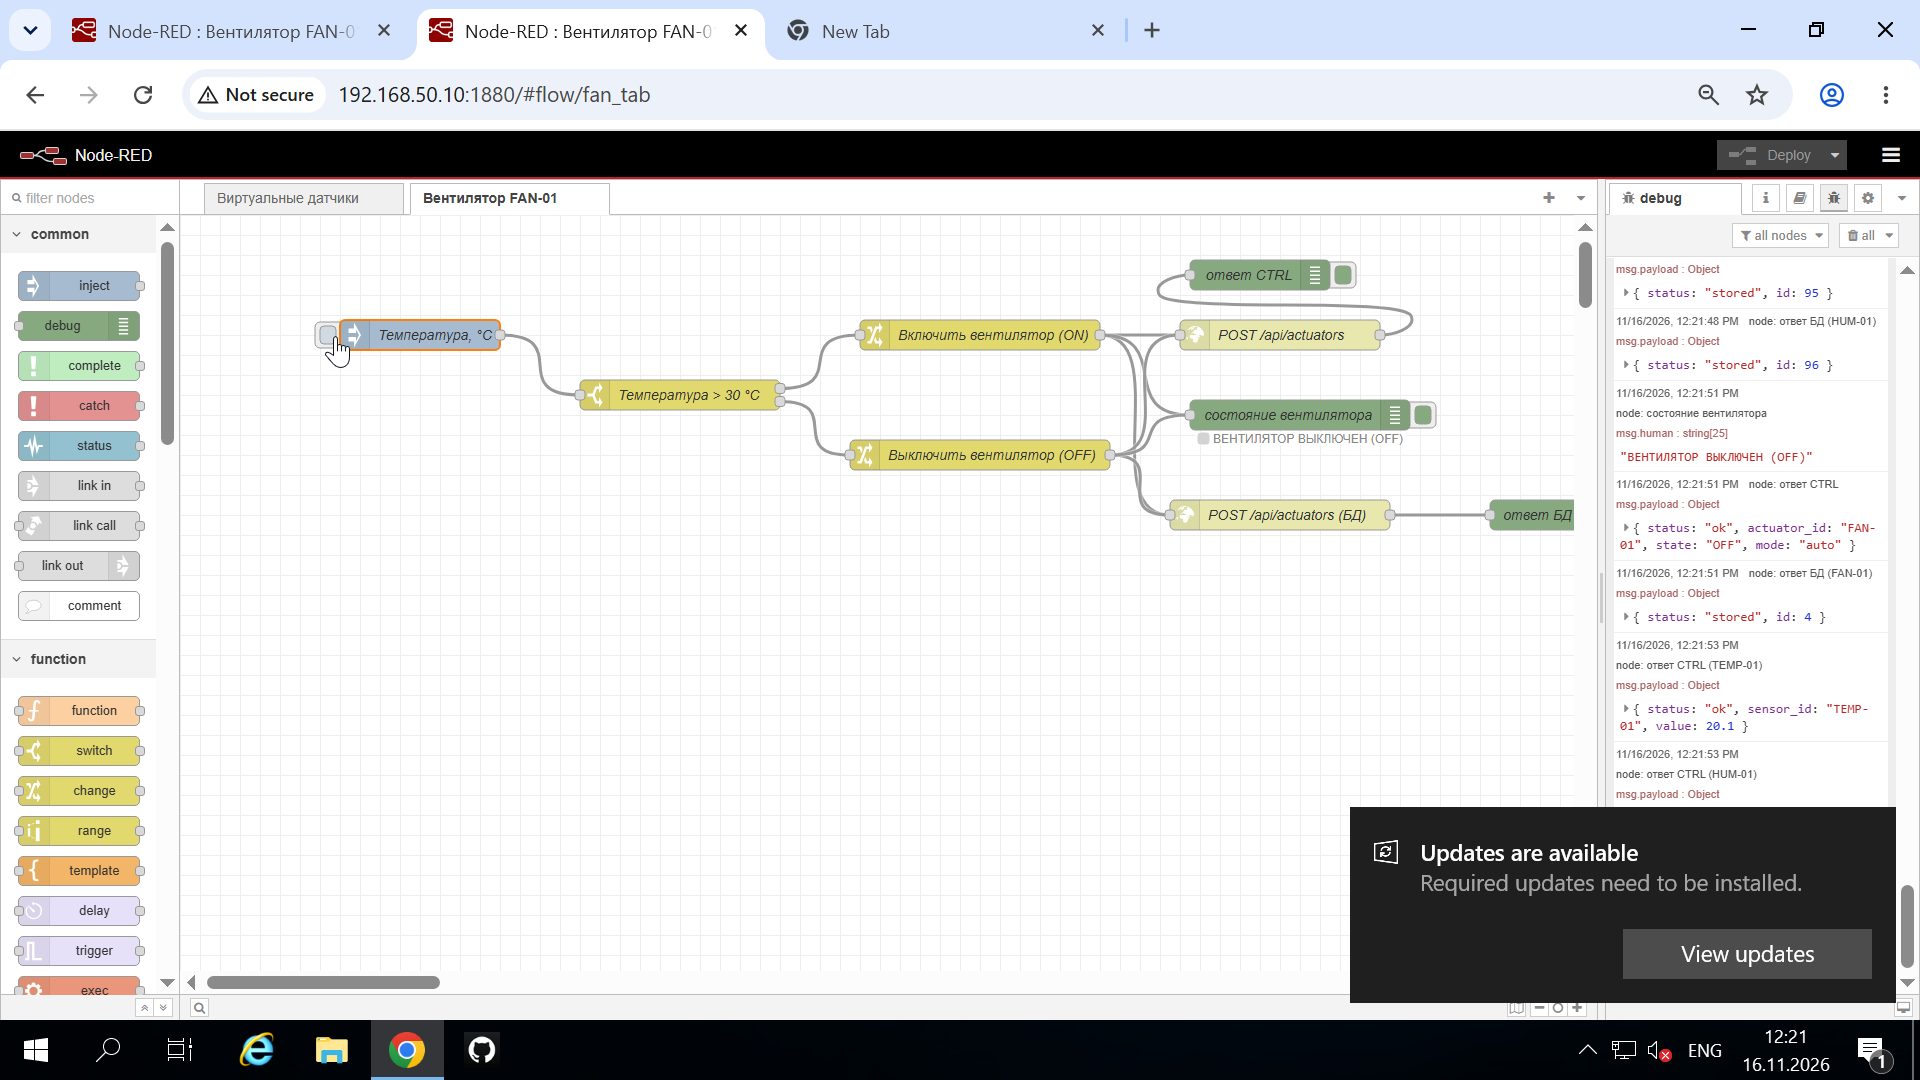 Node-RED : Вентилятор FAN-0
Node-RED : Вентилятор FAN-0
New Tab
Not secure
192.168.50.10:1880/#flow/fan_tab
Node-RED
Deploy
filter nodes
Виртуальные датчики
Вентилятор FAN-01
debug
all nodes
all
common
inject
debug
complete
catch
status
link in
link call
link out
comment
function
function
switch
change
range
template
delay
trigger
exec
Температура, °C
Температура > 30 °C
Включить вентилятор (ON)
Выключить вентилятор (OFF)
ответ CTRL
POST /api/actuators
состояние вентилятора
ВЕНТИЛЯТОР ВЫКЛЮЧЕН (OFF)
POST /api/actuators (БД)
ответ БД
msg.payload : Object
{ status: "stored", id: 95 }
11/16/2026, 12:21:48 PM node: ответ БД (HUM-01)
msg.payload : Object
{ status: "stored", id: 96 }
11/16/2026, 12:21:51 PM
node: состояние вентилятора
msg.human : string[25]
"ВЕНТИЛЯТОР ВЫКЛЮЧЕН (OFF)"
11/16/2026, 12:21:51 PM node: ответ CTRL
msg.payload : Object
{ status: "ok", actuator_id: "FAN-
01", state: "OFF", mode: "auto" }
11/16/2026, 12:21:51 PM node: ответ БД (FAN-01)
msg.payload : Object
{ status: "stored", id: 4 }
11/16/2026, 12:21:53 PM
node: ответ CTRL (TEMP-01)
msg.payload : Object
{ status: "ok", sensor_id: "TEMP-
01", value: 20.1 }
11/16/2026, 12:21:53 PM
node: ответ CTRL (HUM-01)
msg.payload : Object
Updates are available
Required updates need to be installed.
View updates
ENG
12:21
16.11.2026
1